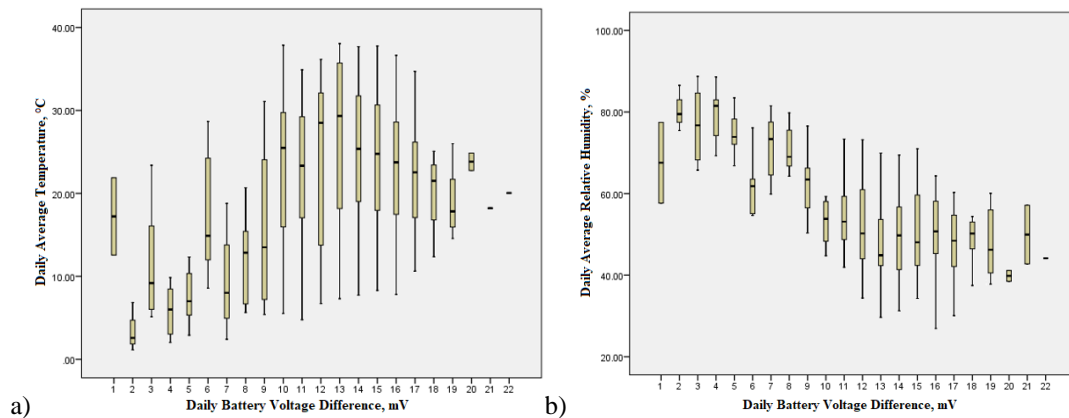 a)
Daily Average Temperature, °C
40.00
30.00
20.00
10.00
.00
1 2 3 4 5 6 7 8 9 10 11 12 13 14 15 16 17 18 19 20 21 22
Daily Battery Voltage Difference, mV
b)
Daily Average Relative Humidity, %
100.00
80.00
60.00
40.00
20.00
1 2 3 4 5 6 7 8 9 10 11 12 13 14 15 16 17 18 19 20 21 22
Daily Battery Voltage Difference, mV